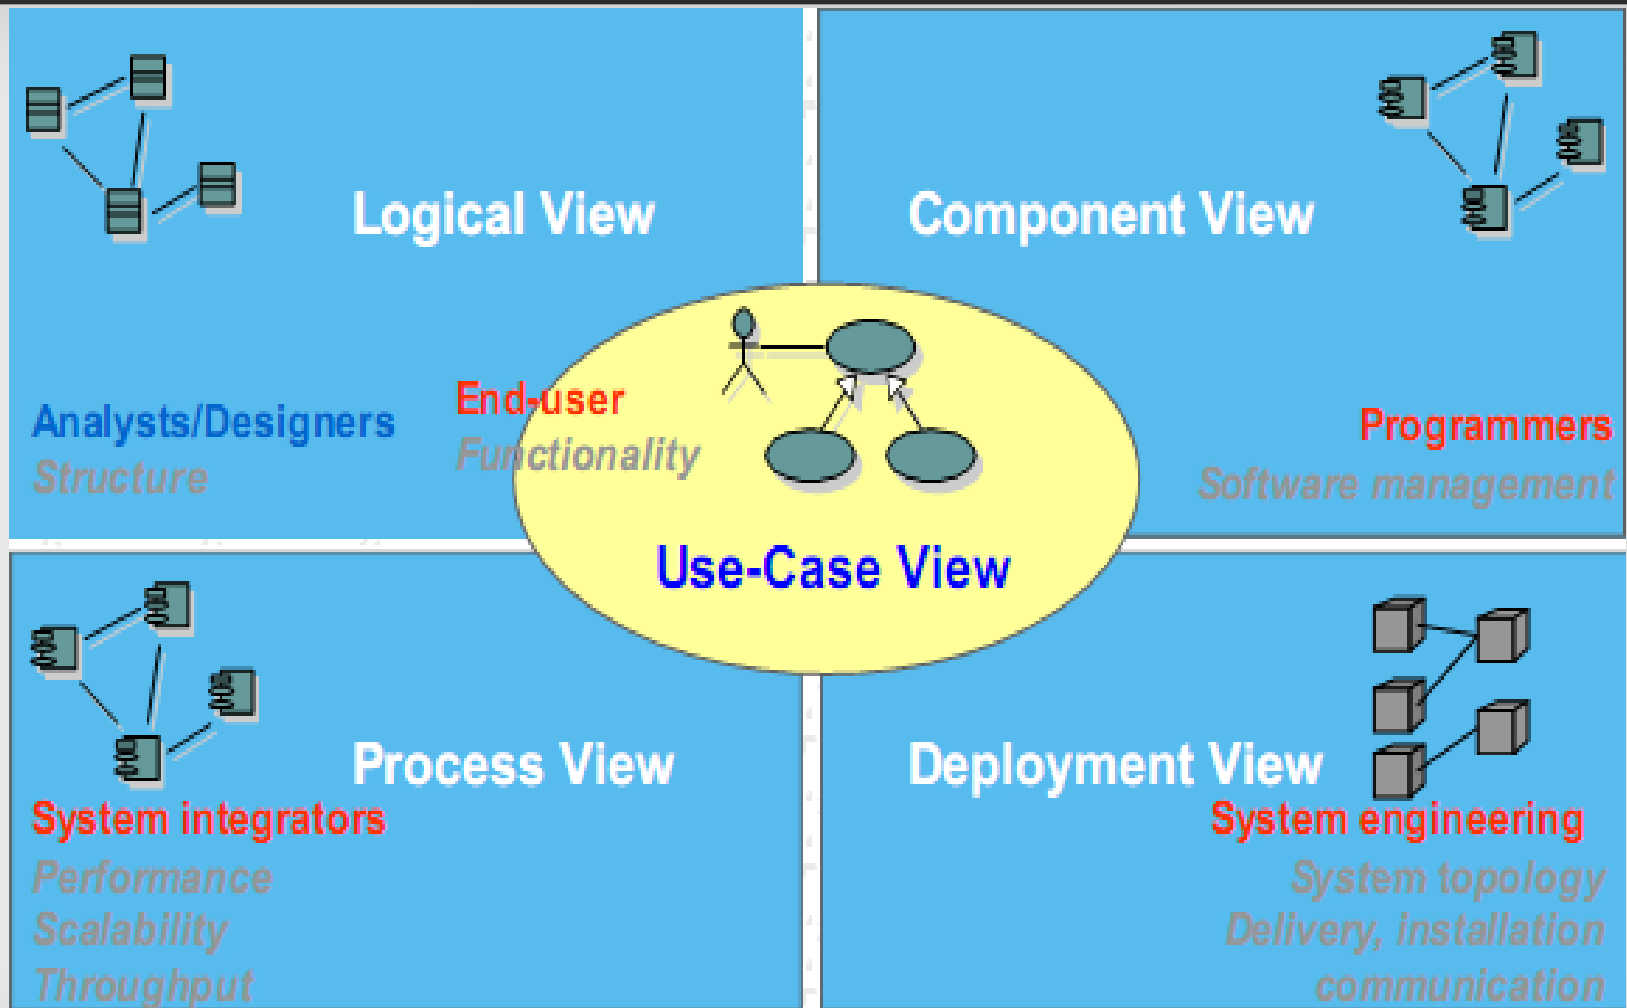 Logical View
Analysts/Designers
Structure
Component View
Programmers
Software management
End-user
Functionality
Use-Case View
Process View
System integrators
Performance
Scalability
Throughput
Deployment View
System engineering
System topology
Delivery, installation
communication